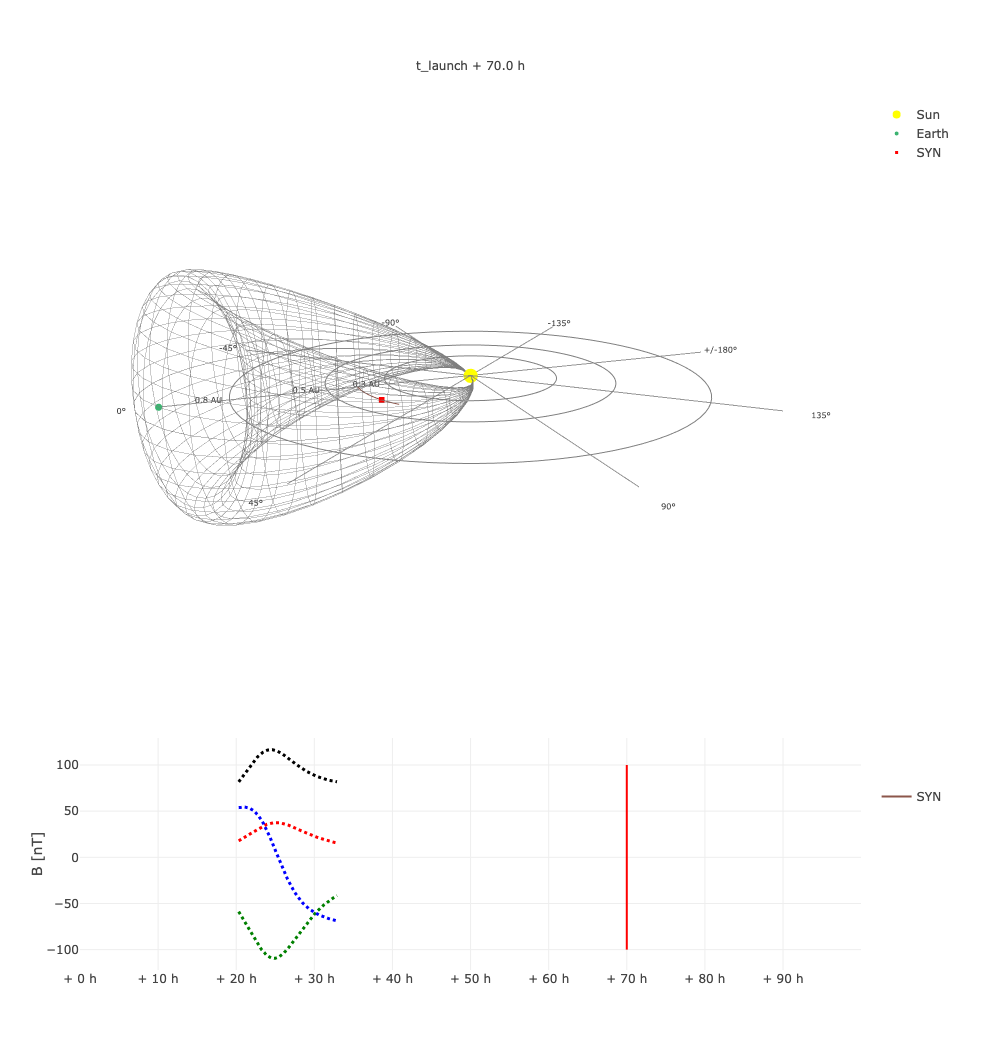 t_launch + 70.0 h
Sun
Earth
SYN
-90°
-135°
+/-180°
-45°
0.3 AU
0.5 AU
0.8 AU
0°
135°
45°
90°
B [nT]
100
50
0
−50
−100
SYN
+ 0 h
+ 10 h
+ 20 h
+ 30 h
+ 40 h
+ 50 h
+ 60 h
+ 70 h
+ 80 h
+ 90 h